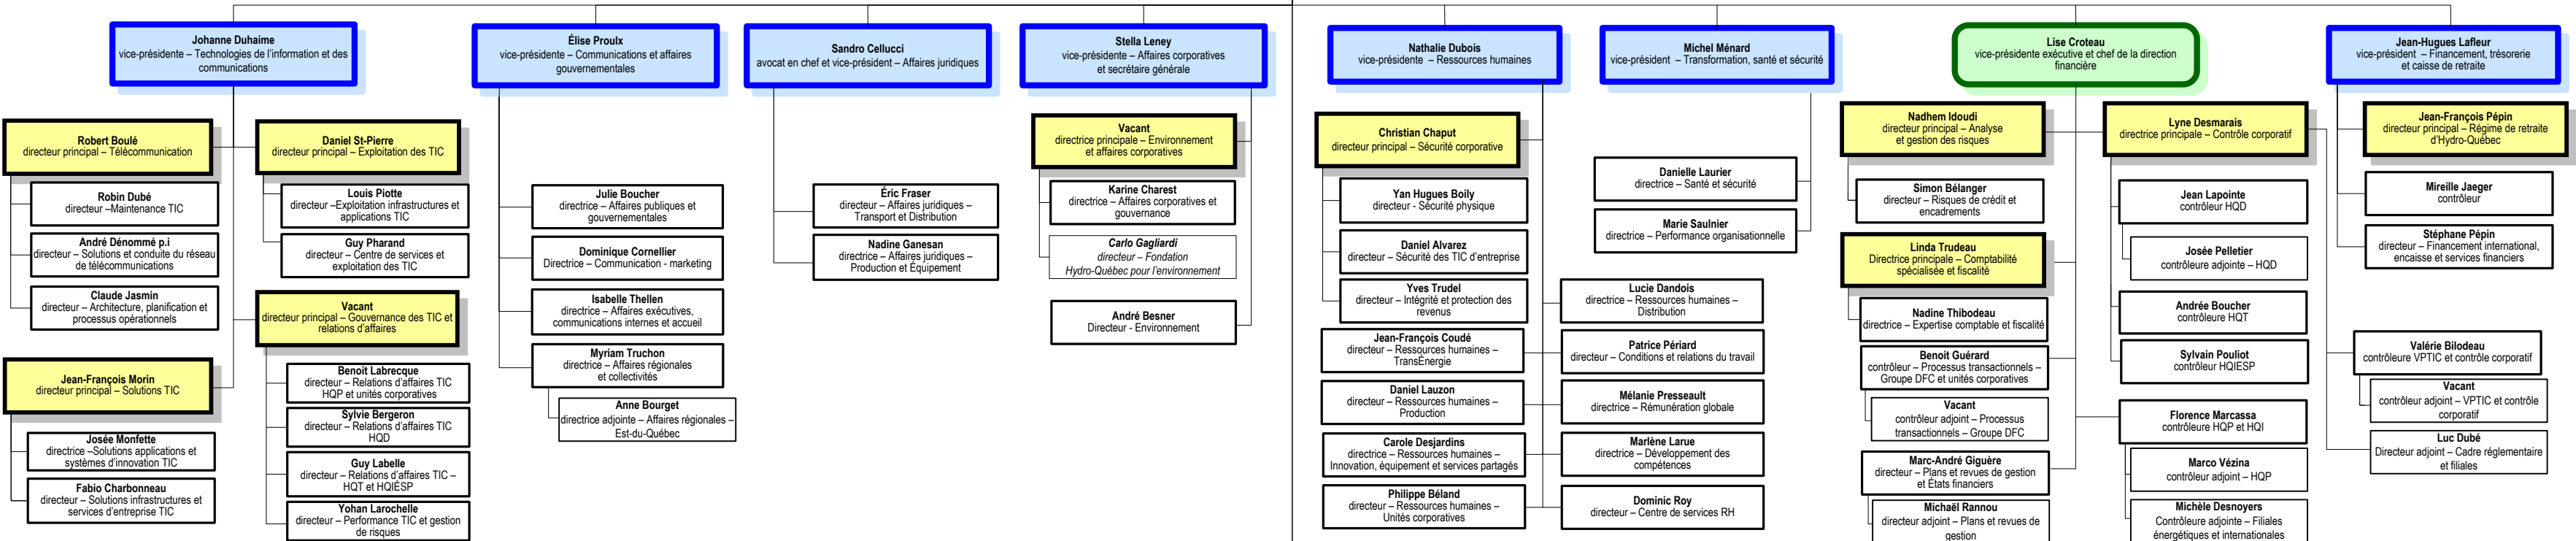 Johanne Duhaime
vice-présidente – Technologies de l'information et des
communications
Robert Boulé
directeur principal – Télécommunication
Robin Dubé
directeur –Maintenance TIC
André Dénommé p.i
directeur – Solutions et conduite du réseau
de télécommunications
Claude Jasmin
directeur – Architecture, planification et
processus opérationnels
Jean-François Morin
directeur principal – Solutions TIC
Josée Monfette
directrice –Solutions applications et
systèmes d'innovation TIC
Fabio Charbonneau
directeur – Solutions infrastructures et
services d'entreprise TIC
Daniel St-Pierre
directeur principal – Exploitation des TIC
Louis Piotte
directeur –Exploitation infrastructures et
applications TIC
Guy Pharand
directeur – Centre de services et
exploitation des TIC
Vacant
directeur principal – Gouvernance des TIC et
relations d'affaires
Benoit Labrecque
directeur – Relations d'affaires TIC
HQP et unités corporatives
Sylvie Bergeron
directeur – Relations d'affaires TIC
HQD
Guy Labelle
directeur – Relations d'affaires TIC –
HQT et HQIESP
Yohan Larochelle
directeur – Performance TIC et gestion
de risques
Élise Proulx
vice-présidente – Communications et affaires
gouvernementales
Julie Boucher
directrice – Affaires publiques et
gouvernementales
Dominique Cornellier
Directrice – Communication - marketing
Isabelle Thellen
directrice – Affaires exécutives,
communications internes et accueil
Myriam Truchon
directrice – Affaires régionales
et collectivités
Anne Bourget
directrice adjointe – Affaires régionales –
Est-du-Québec
Sandro Cellucci
avocat en chef et vice-président – Affaires juridiques
Éric Fraser
directeur – Affaires juridiques –
Transport et Distribution
Nadine Ganesan
directrice – Affaires juridiques –
Production et Équipement
Stella Leney
vice-présidente – Affaires corporatives
et secrétaire générale
Vacant
directrice principale – Environnement
et affaires corporatives
Karine Charest
directrice – Affaires corporatives et
gouvernance
Carlo Gagliardi
directeur – Fondation
Hydro-Québec pour l'environnement
André Besner
Directeur - Environnement
Nathalie Dubois
vice-présidente – Ressources humaines
Christian Chaput
directeur principal – Sécurité corporative
Yan Hugues Boily
directeur - Sécurité physique
Daniel Alvarez
directeur – Sécurité des TIC d'entreprise
Yves Trudel
directeur – Intégrité et protection des
revenus
Jean-François Coudé
directeur – Ressources humaines –
TransÉnergie
Daniel Lauzon
directeur – Ressources humaines –
Production
Carole Desjardins
directrice – Ressources humaines –
Innovation, équipement et services partagés
Philippe Béland
directeur – Ressources humaines –
Unités corporatives
Lucie Dandois
directrice – Ressources humaines –
Distribution
Patrice Périard
directeur – Conditions et relations du travail
Mélanie Presseault
directrice – Rémunération globale
Marlène Larue
directrice – Développement des
compétences
Dominic Roy
directeur – Centre de services RH
Michel Ménard
vice-président – Transformation, santé et sécurité
Danielle Laurier
directrice – Santé et sécurité
Marie Saulnier
directrice – Performance organisationnelle
Lise Croteau
vice-présidente exécutive et chef de la direction
financière
Nadhem Idoudi
directeur principal – Analyse
et gestion des risques
Simon Bélanger
directeur – Risques de crédit et
encadrements
Linda Trudeau
Directrice principale – Comptabilité
spécialisée et fiscalité
Nadine Thibodeau
directrice – Expertise comptable et fiscalité
Benoit Guérard
contrôleur – Processus transactionnels –
Groupe DFC et unités corporatives
Vacant
contrôleur adjoint – Processus
transactionnels – Groupe DFC
Marc-André Giguère
directeur – Plans et revues de gestion
et États financiers
Michaël Rannou
directeur adjoint – Plans et revues de
gestion
Lyne Desmarais
directrice principale – Contrôle corporatif
Jean Lapointe
contrôleur HQD
Josée Pelletier
contrôleure adjointe – HQD
Andrée Boucher
contrôleure HQT
Sylvain Pouliot
contrôleur HQIESP
Florence Marcassa
contrôleure HQP et HQI
Marco Vézina
contrôleur adjoint – HQP
Michèle Desnoyers
Contrôleure adjointe – Filiales
énergétiques et internationales
Jean-Hugues Lafleur
vice-président – Financement, trésorerie
et caisse de retraite
Jean-François Pépin
directeur principal – Régime de retraite
d'Hydro-Québec
Mireille Jaeger
contrôleur
Stéphane Pépin
directeur – Financement international,
encaisse et services financiers
Valérie Bilodeau
contrôleure VPTIC et contrôle corporatif
Vacant
contrôleur adjoint – VPTIC et contrôle
corporatif
Luc Dubé
Directeur adjoint – Cadre réglementaire
et filiales